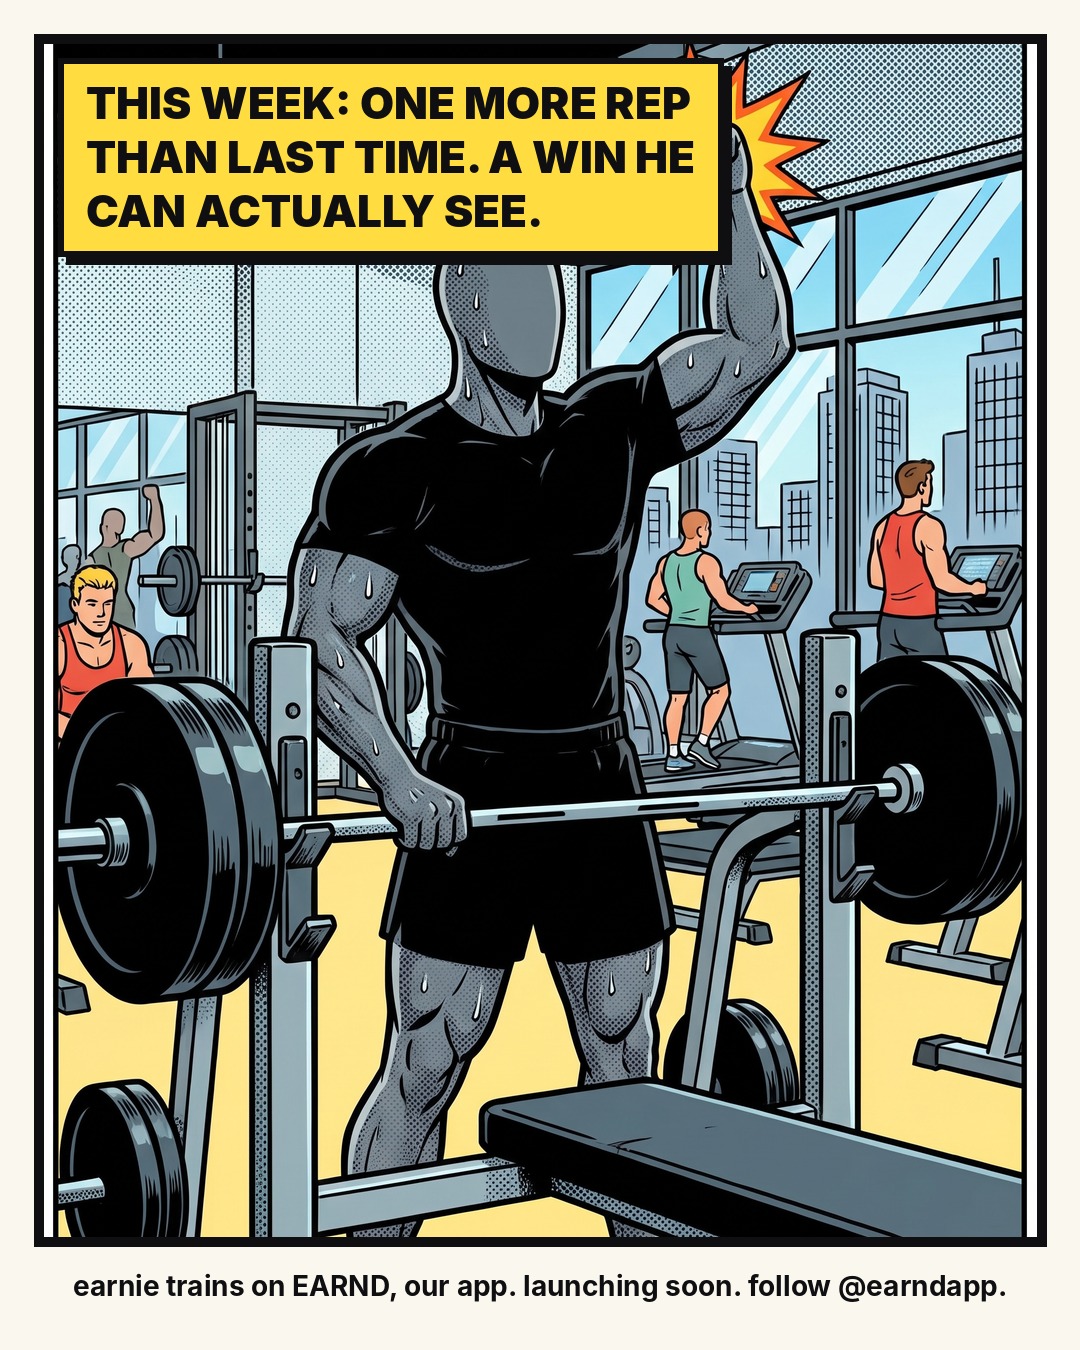 THIS WEEK: ONE MORE REP
THAN LAST TIME. A WIN HE
CAN ACTUALLY SEE.
earnie trains on EARND, our app. launching soon. follow @earndapp.